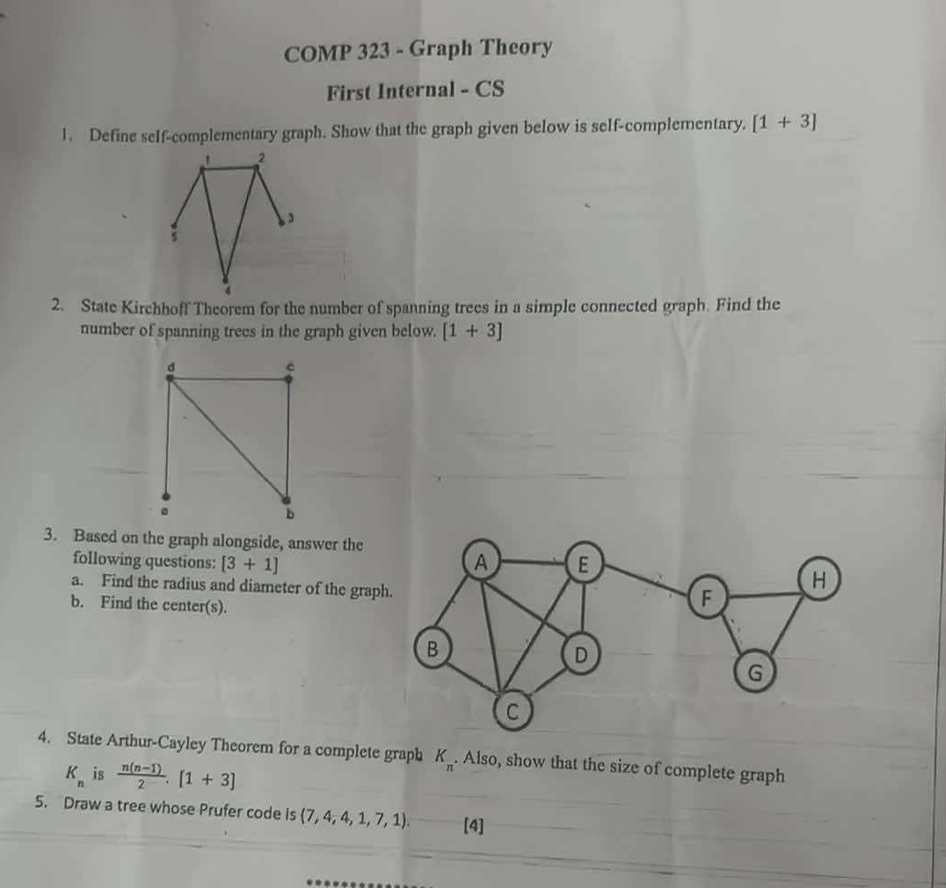 COMP 323 - Graph Theory
First Internal - CS
1. Define self-complementary graph. Show that the graph given below is self-complementary. [1 + 3]
1 2
3
5
4
2. State Kirchhoff Theorem for the number of spanning trees in a simple connected graph. Find the
number of spanning trees in the graph given below. [1 + 3]
d c
a b
3. Based on the graph alongside, answer the
following questions: [3 + 1]
a. Find the radius and diameter of the graph.
b. Find the center(s).
A E F H
B D G
C
4. State Arthur-Cayley Theorem for a complete graph K_n. Also, show that the size of complete graph
K_n is n(n-1)/2. [1 + 3]
5. Draw a tree whose Prufer code is (7, 4, 4, 1, 7, 1). [4]